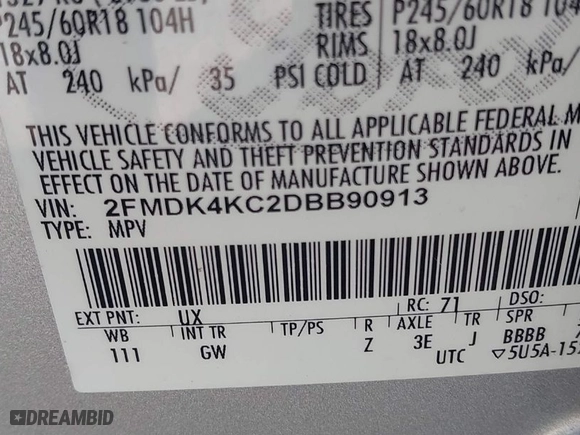 P245/60R18 104H TIRES P245/60R18 104
18x8.0J RIMS 18x8.0J
AT 240 kPa/ 35 PSI COLD AT 240 kPa/
THIS VEHICLE CONFORMS TO ALL APPLICABLE FEDERAL M
VEHICLE SAFETY AND THEFT PREVENTION STANDARDS IN
EFFECT ON THE DATE OF MANUFACTURE SHOWN ABOVE.
VIN: 2FMDK4KC2DBB90913
TYPE: MPV
EXT PNT: UX RC: 71 DSO:
WB INT TR TP/PS R AXLE TR SPR
111 GW Z 3E J BBBB
UTC ▽5U5A-15
DREAMBID